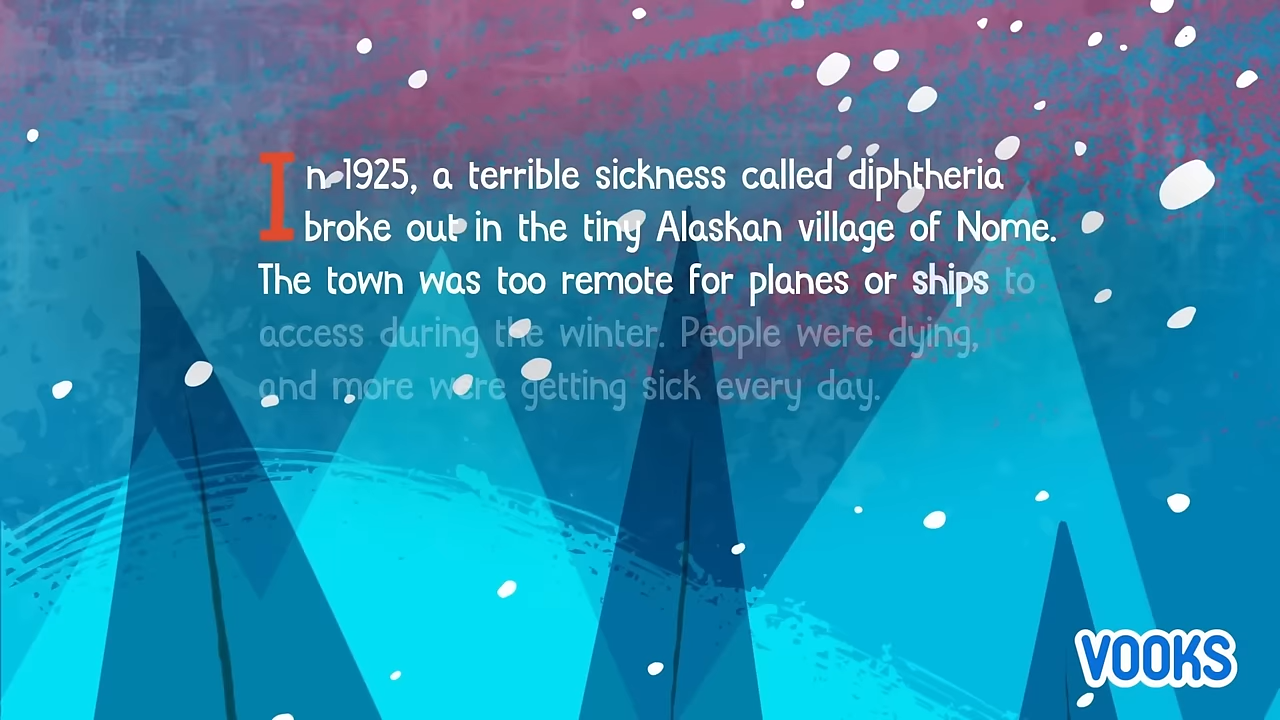 In 1925, a terrible sickness called diphtheria
broke out in the tiny Alaskan village of Nome.
The town was too remote for planes or ships to
access during the winter. People were dying,
and more were getting sick every day.
VOOKS